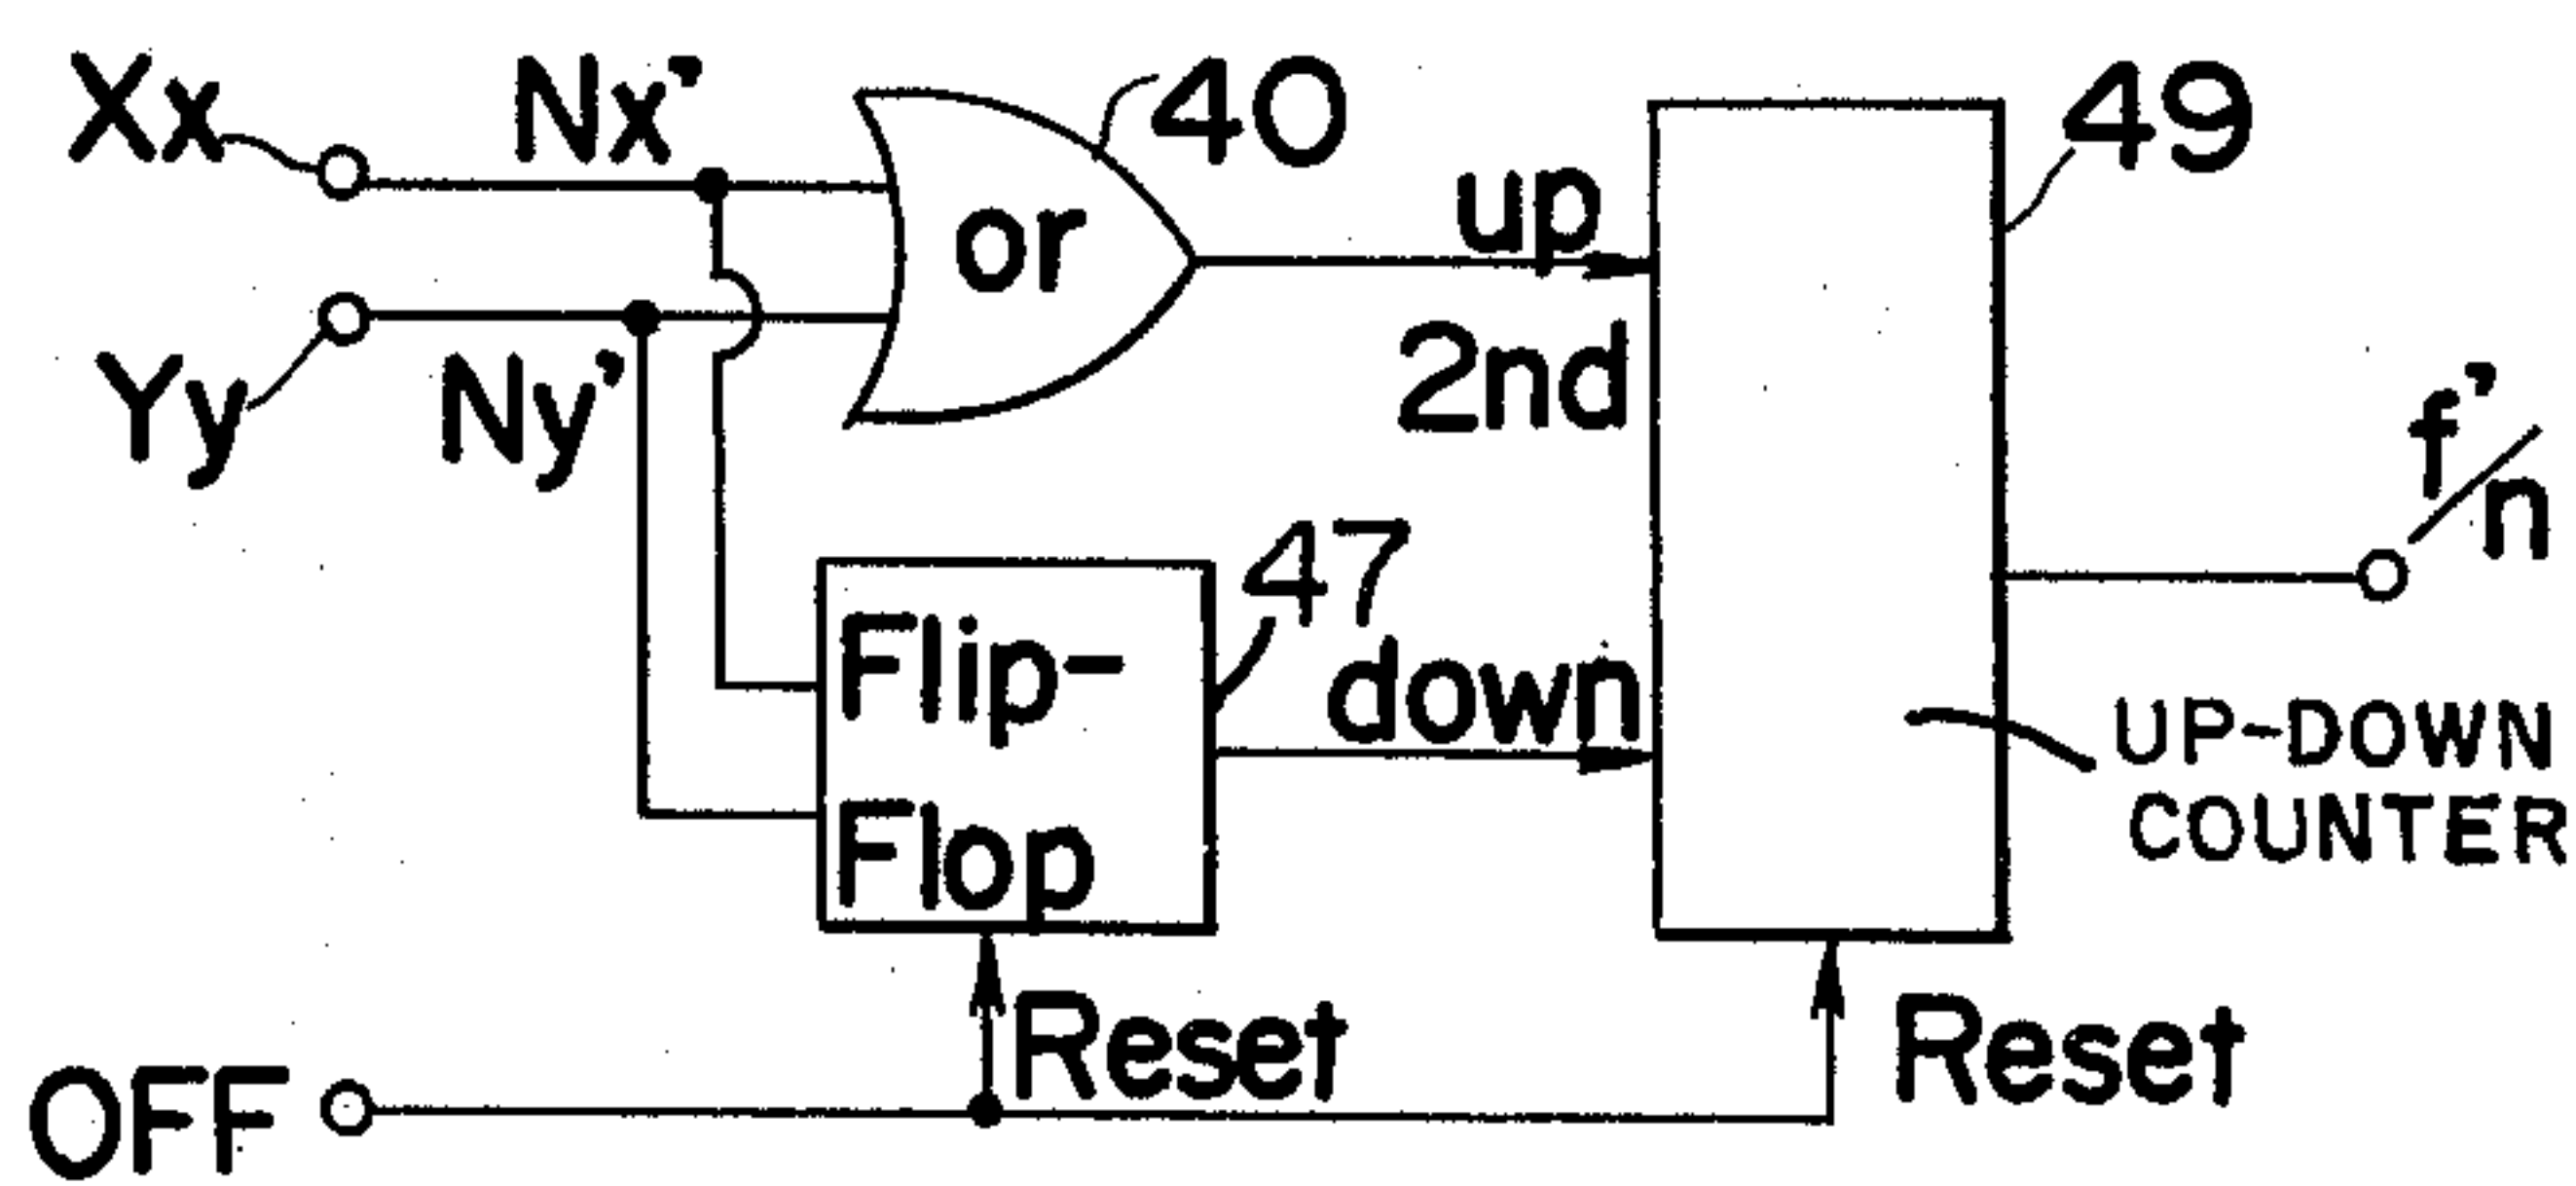 Xx
Nx'
40
49
or
up
Yy
Ny'
2nd
f'/n
47
Flip-
Flop
down
UP-DOWN
COUNTER
Reset
Reset
OFF